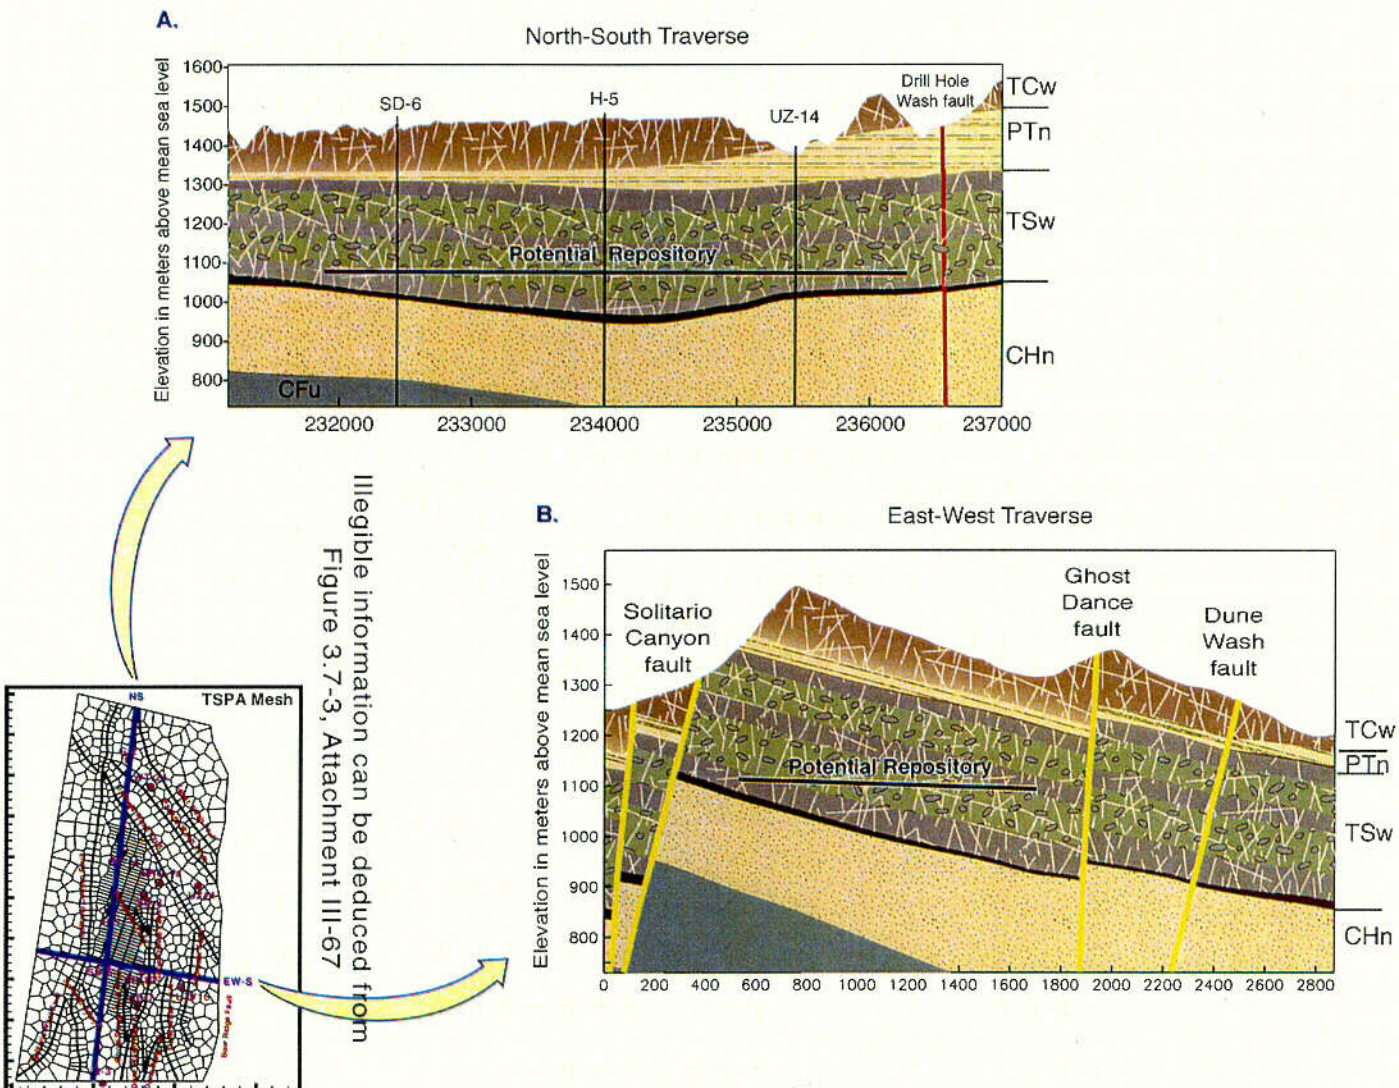 A.
North-South Traverse
Elevation in meters above mean sea level
1600
1500
1400
1300
1200
1100
1000
900
800
SD-6
H-5
UZ-14
Drill Hole
Wash fault
TCw
PTn
TSw
CHn
Potential Repository
CFu
232000
233000
234000
235000
236000
237000
Illegible information can be deduced from
Figure 3.7-3, Attachment III-67
B.
East-West Traverse
Elevation in meters above mean sea level
1500
1400
1300
1200
1100
1000
900
800
Solitario
Canyon
fault
Ghost
Dance
fault
Dune
Wash
fault
Potential Repository
TCw
PTn
TSw
CHn
0
200
400
600
800
1000
1200
1400
1600
1800
2000
2200
2400
2600
2800
NS
TSPA Mesh
EW-S
Bow Ridge Fault